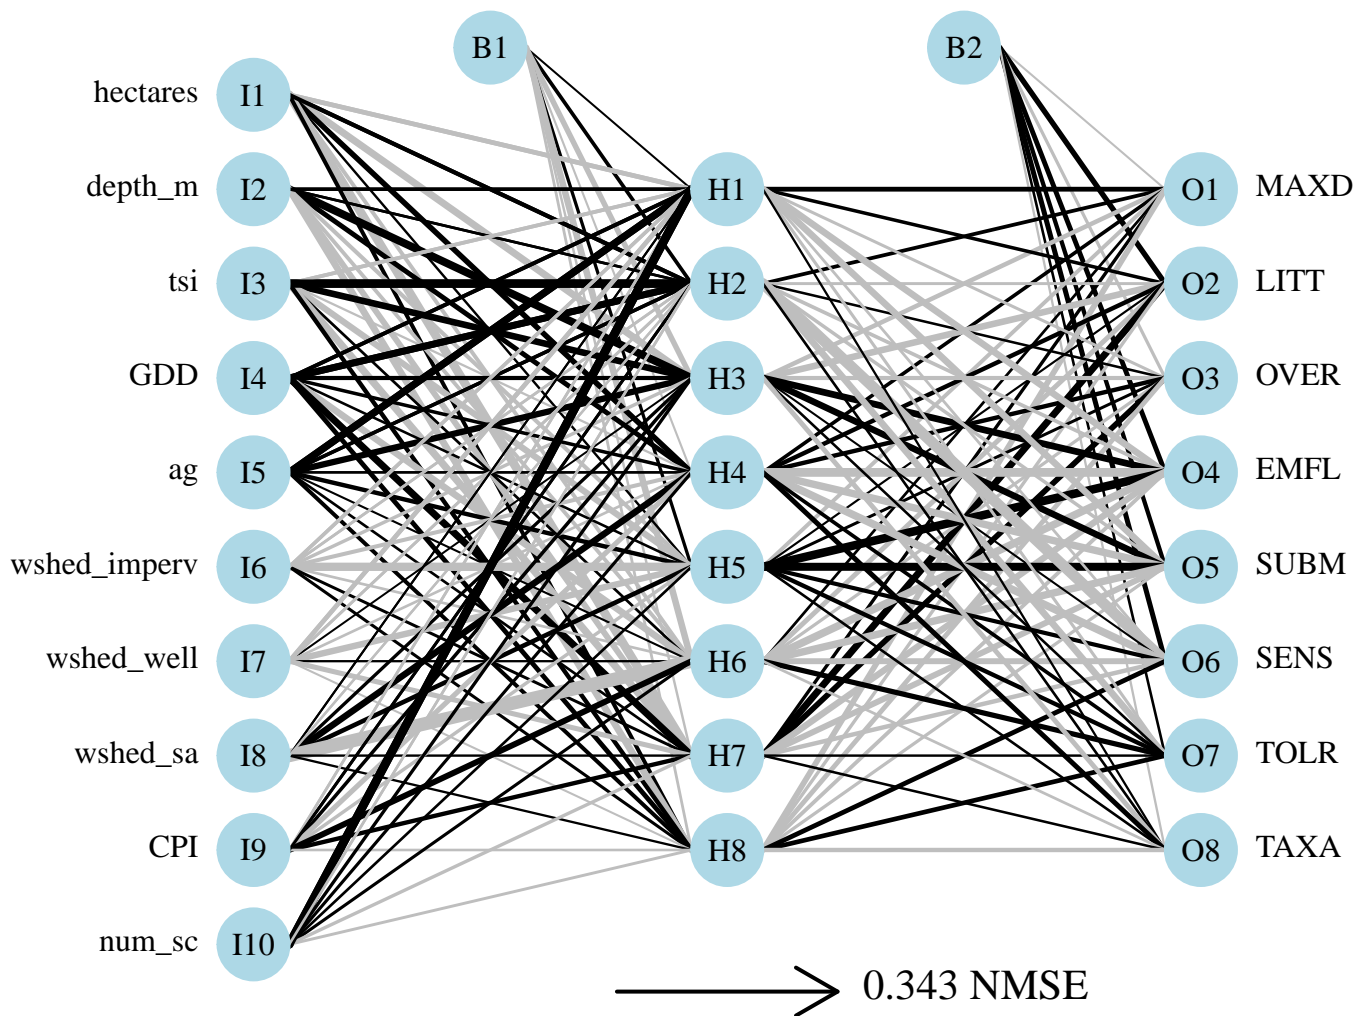 B1
B2
hectares I1
depth_m I2 H1 O1 MAXD
tsi I3 H2 O2 LITT
GDD I4 H3 O3 OVER
ag I5 H4 O4 EMFL
wshed_imperv I6 H5 O5 SUBM
wshed_well I7 H6 O6 SENS
wshed_sa I8 H7 O7 TOLR
CPI I9 H8 O8 TAXA
num_sc I10
0.343 NMSE